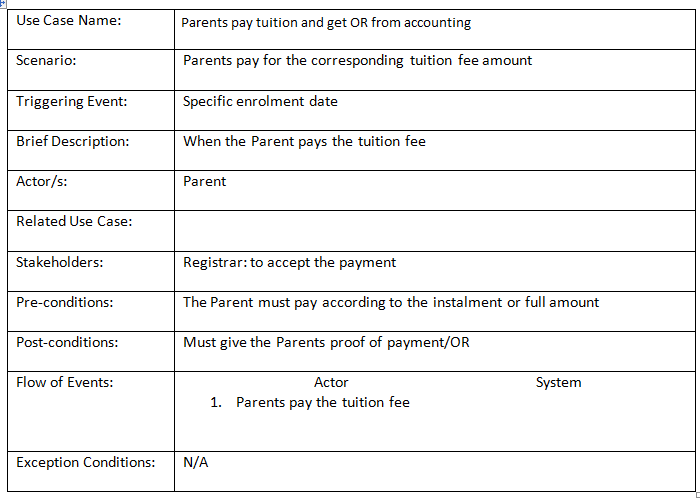 Use Case Name: Parents pay tuition and get OR from accounting
Scenario: Parents pay for the corresponding tuition fee amount
Triggering Event: Specific enrolment date
Brief Description: When the Parent pays the tuition fee
Actor/s: Parent
Related Use Case:
Stakeholders: Registrar: to accept the payment
Pre-conditions: The Parent must pay according to the instalment or full amount
Post-conditions: Must give the Parents proof of payment/OR
Flow of Events: Actor System
1. Parents pay the tuition fee
Exception Conditions: N/A